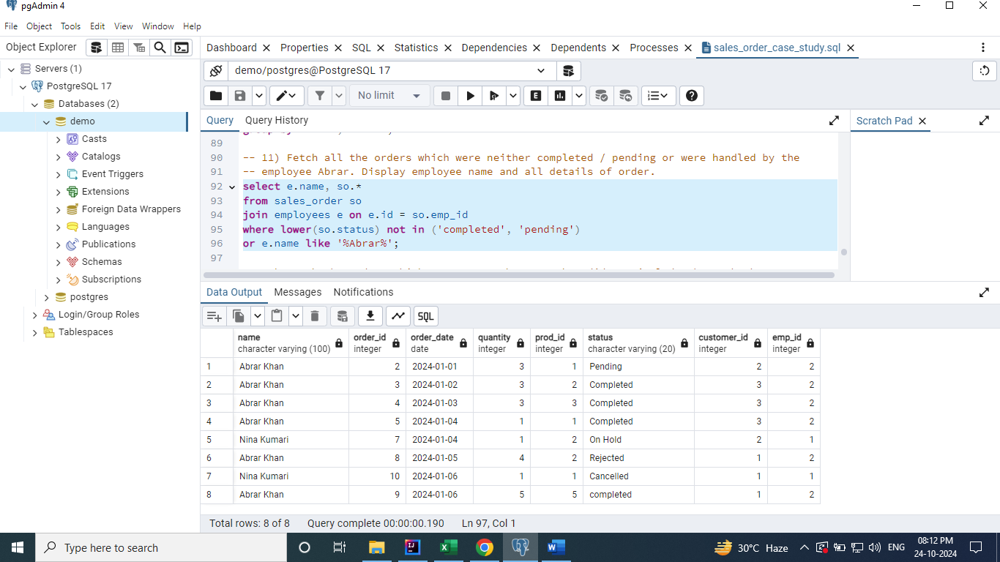 pgAdmin 4
File Object Tools Edit View Window Help
Object Explorer
Dashboard Properties SQL Statistics Dependencies Dependents Processes sales_order_case_study.sql
Servers (1)
PostgreSQL 17
Databases (2)
demo
Casts
Catalogs
Event Triggers
Extensions
Foreign Data Wrappers
Languages
Publications
Schemas
Subscriptions
postgres
Login/Group Roles
Tablespaces
demo/postgres@PostgreSQL 17
No limit
E
Query Query History
Scratch Pad
89
90 -- 11) Fetch all the orders which were neither completed / pending or were handled by the
91 -- employee Abrar. Display employee name and all details of order.
92 select e.name, so.*
93 from sales_order so
94 join employees e on e.id = so.emp_id
95 where lower(so.status) not in ('completed', 'pending')
96 or e.name like '%Abrar%';
97
Data Output Messages Notifications
SQL
name order_id order_date quantity prod_id status customer_id emp_id
character varying (100) integer date integer integer character varying (20) integer integer
1 Abrar Khan 2 2024-01-01 3 1 Pending 2 2
2 Abrar Khan 3 2024-01-02 3 2 Completed 3 2
3 Abrar Khan 4 2024-01-03 3 3 Completed 3 2
4 Abrar Khan 5 2024-01-04 1 1 Completed 3 2
5 Nina Kumari 7 2024-01-04 1 2 On Hold 2 1
6 Abrar Khan 8 2024-01-05 4 2 Rejected 1 2
7 Nina Kumari 10 2024-01-06 1 1 Cancelled 1 1
8 Abrar Khan 9 2024-01-06 5 5 completed 1 2
Total rows: 8 of 8 Query complete 00:00:00.190 Ln 97, Col 1
Type here to search
30°C Haze
ENG
08:12 PM
24-10-2024